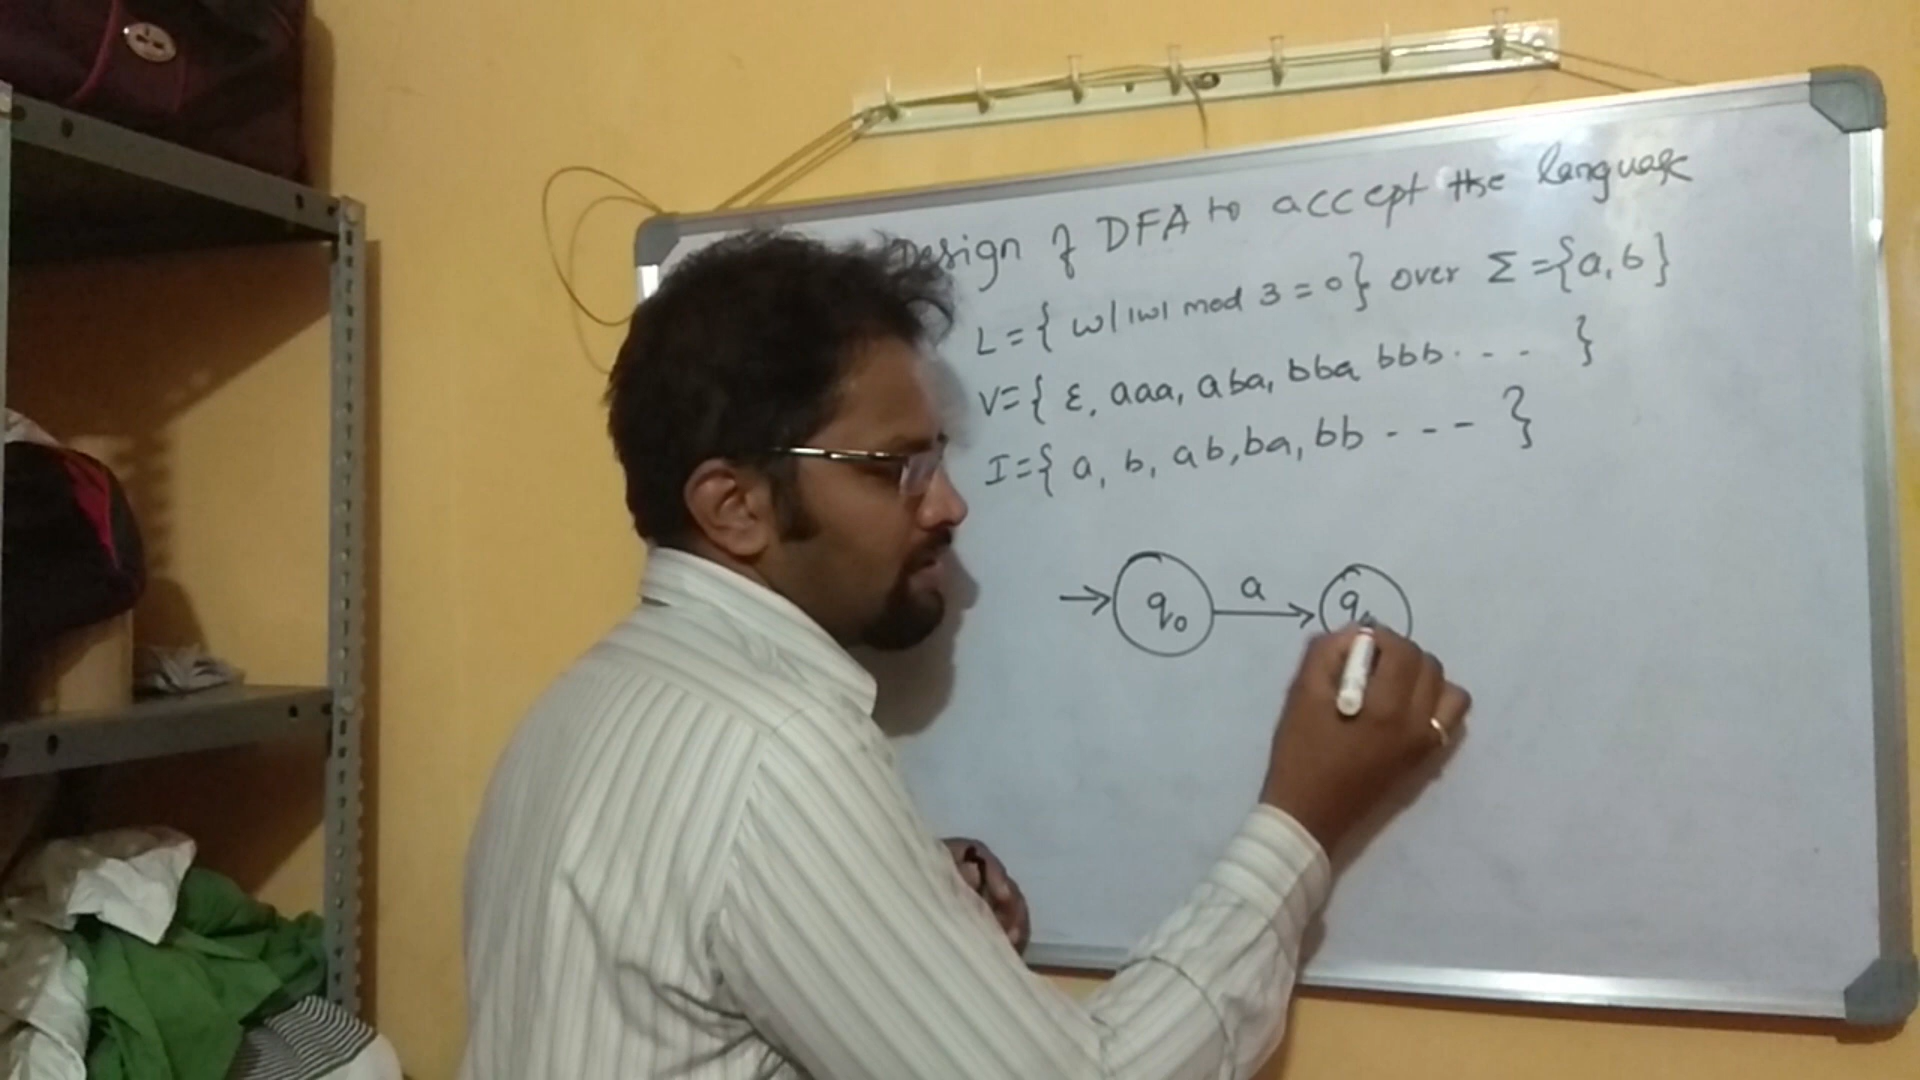 Design of DFA to accept the language
L={ w/|w| mod 3=0} over Σ={a,b}
V={ ε, aaa, aba, bba bbb. - - }
I={ a, b, ab,ba, bb - - - }
→ q0 a → q